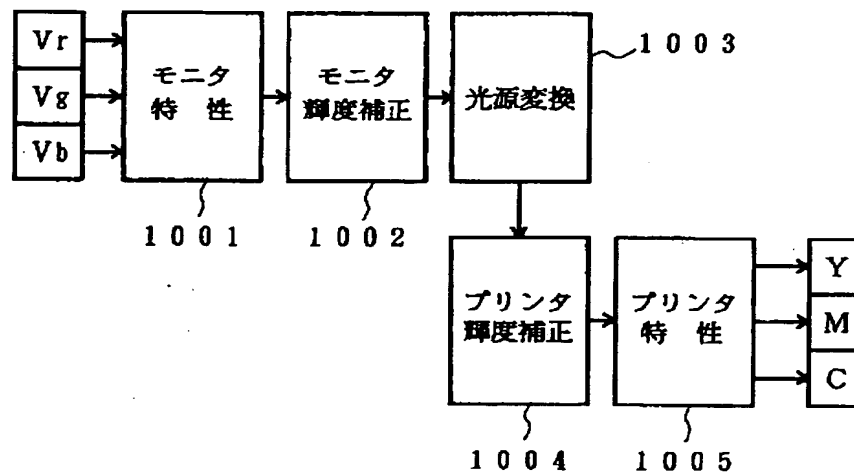 Vr
Vg
Vb
モニタ
特 性
モニタ
輝度補正
光源変換
1003
1001
1002
プリンタ
輝度補正
プリンタ
特 性
Y
M
C
1004
1005